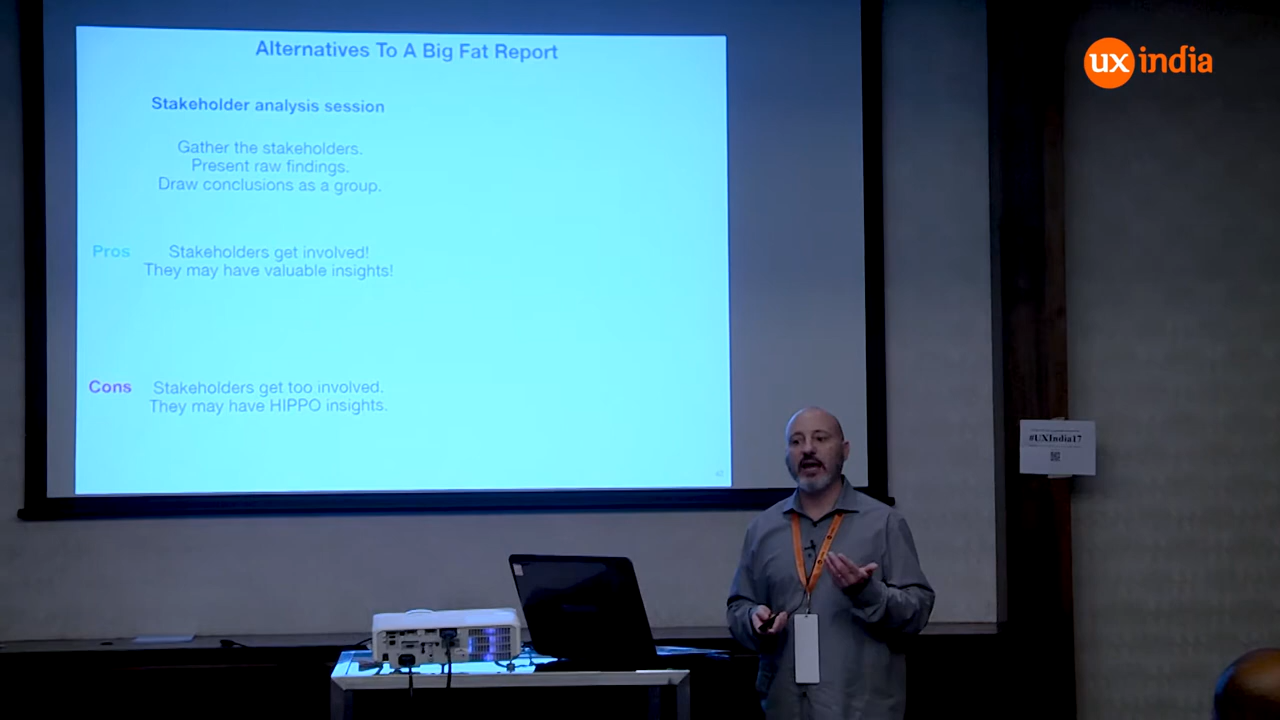 Alternatives To A Big Fat Report
ux india
Stakeholder analysis session
Gather the stakeholders.
Present raw findings.
Draw conclusions as a group.
Pros
Stakeholders get involved!
They may have valuable insights!
Cons
Stakeholders get too involved.
They may have HIPPO insights.
#UXIndia17